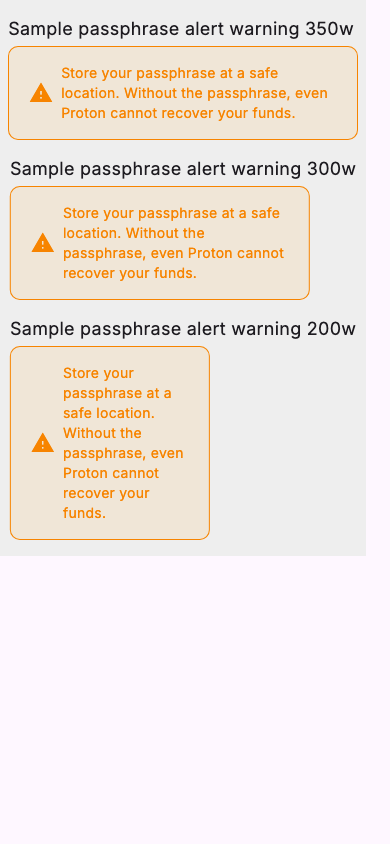 Sample passphrase alert warning 350w
Store your passphrase at a safe
location. Without the passphrase, even
Proton cannot recover your funds.
Sample passphrase alert warning 300w
Store your passphrase at a safe
location. Without the
passphrase, even Proton cannot
recover your funds.
Sample passphrase alert warning 200w
Store your
passphrase at a
safe location.
Without the
passphrase, even
Proton cannot
recover your
funds.